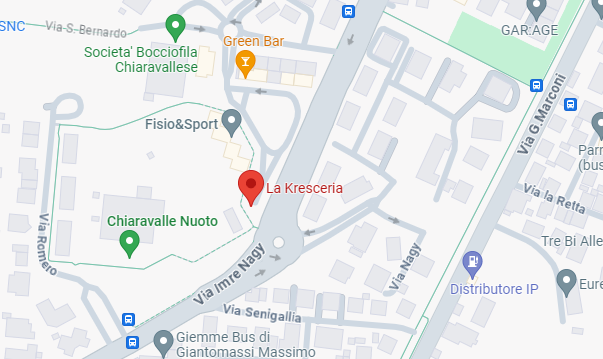 SNC
Via S. Bernardo
Societa' Bocciofila
Chiaravallese
Green Bar
GAR.AGE
Via G.Marconi
Fisio&Sport
Parr
(bus
La Kresceria
Via la Retta
Chiaravalle Nuoto
Via Romero
Tre Bi Alle
Via Imre Nagy
Via Nagy
Distributore IP
Eure
Via Senigallia
Giemme Bus di
Giantomassi Massimo